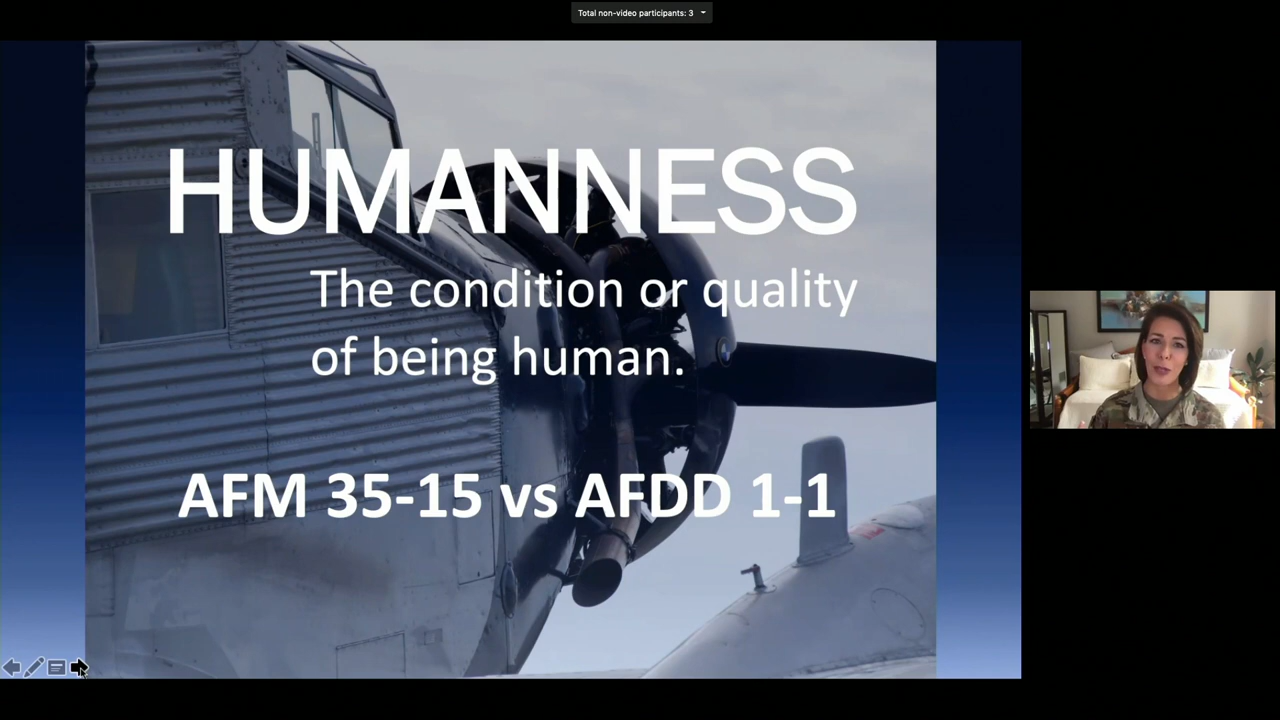 Total non-video participants: 3
HUMANNESS
The condition or quality
of being human.
AFM 35-15 vs AFDD 1-1